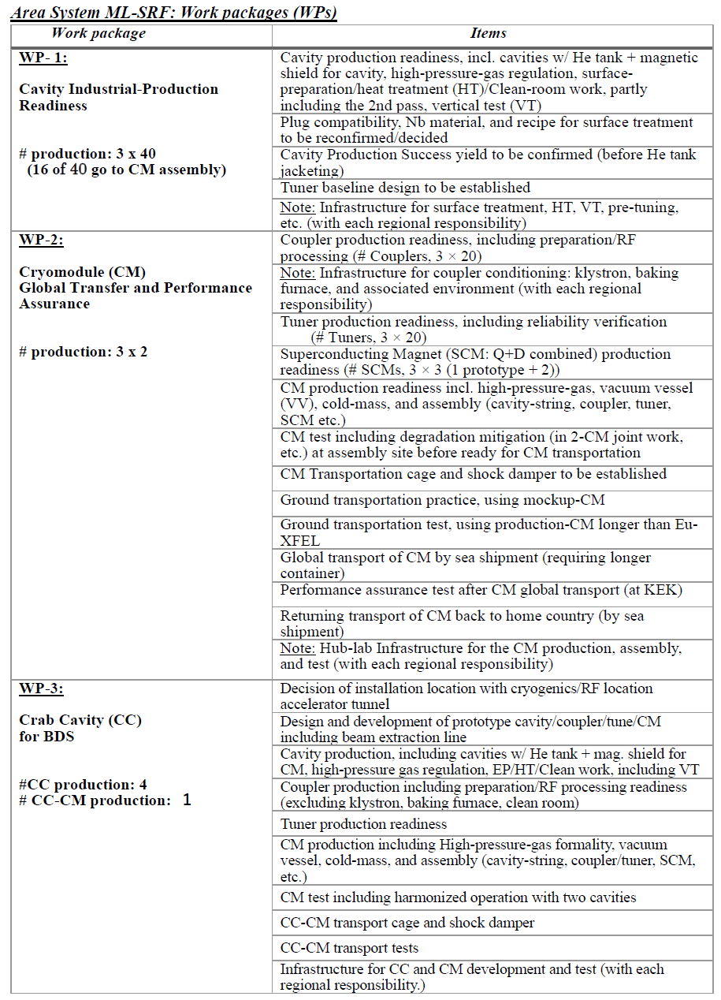 Area System ML-SRF: Work packages (WPs)
Work package
Items
WP- 1:
Cavity Industrial-Production
Readiness
# production: 3 x 40
(16 of 40 go to CM assembly)
Cavity production readiness, incl. cavities w/ He tank + magnetic
shield for cavity, high-pressure-gas regulation, surface-
preparation/heat treatment (HT)/Clean-room work, partly
including the 2nd pass, vertical test (VT)
Plug compatibility, Nb material, and recipe for surface treatment
to be reconfirmed/decided
Cavity Production Success yield to be confirmed (before He tank
jacketing)
Tuner baseline design to be established
Note: Infrastructure for surface treatment, HT, VT, pre-tuning,
etc. (with each regional responsibility)
WP-2:
Cryomodule (CM)
Global Transfer and Performance
Assurance
# production: 3 x 2
Coupler production readiness, including preparation/RF
processing (# Couplers, 3 × 20)
Note: Infrastructure for coupler conditioning: klystron, baking
furnace, and associated environment (with each regional
responsibility)
Tuner production readiness, including reliability verification
(# Tuners, 3 × 20)
Superconducting Magnet (SCM: Q+D combined) production
readiness (# SCMs, 3 × 3 (1 prototype + 2))
CM production readiness incl. high-pressure-gas, vacuum vessel
(VV), cold-mass, and assembly (cavity-string, coupler, tuner,
SCM etc.)
CM test including degradation mitigation (in 2-CM joint work,
etc.) at assembly site before ready for CM transportation
CM Transportation cage and shock damper to be established
Ground transportation practice, using mockup-CM
Ground transportation test, using production-CM longer than Eu-
XFEL
Global transport of CM by sea shipment (requiring longer
container)
Performance assurance test after CM global transport (at KEK)
Returning transport of CM back to home country (by sea
shipment)
Note: Hub-lab Infrastructure for the CM production, assembly,
and test (with each regional responsibility)
WP-3:
Crab Cavity (CC)
for BDS
#CC production: 4
# CC-CM production: 1
Decision of installation location with cryogenics/RF location
accelerator tunnel
Design and development of prototype cavity/coupler/tune/CM
including beam extraction line
Cavity production, including cavities w/ He tank + mag. shield for
CM, high-pressure gas regulation, EP/HT/Clean work, including VT
Coupler production including preparation/RF processing readiness
(excluding klystron, baking furnace, clean room)
Tuner production readiness
CM production including High-pressure-gas formality, vacuum
vessel, cold-mass, and assembly (cavity-string, coupler/tuner, SCM,
etc.)
CM test including harmonized operation with two cavities
CC-CM transport cage and shock damper
CC-CM transport tests
Infrastructure for CC and CM development and test (with each
regional responsibility.)